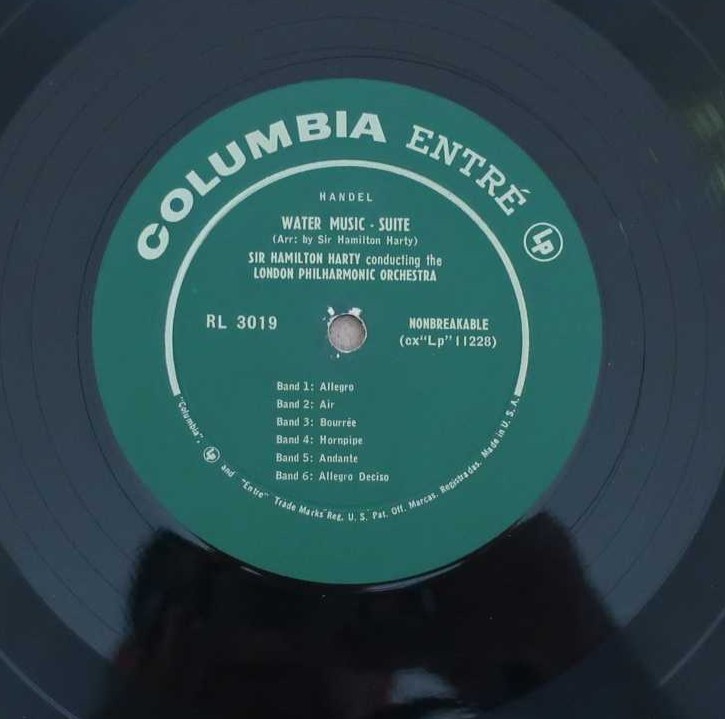 COLUMBIA ENTRÉ Lp
HANDEL
WATER MUSIC - SUITE
(Arr: by Sir Hamilton Harty)
SIR HAMILTON HARTY conducting the
LONDON PHILHARMONIC ORCHESTRA
RL 3019
NONBREAKABLE
(cx"Lp"11228)
Band 1: Allegro
Band 2: Air
Band 3: Bourrée
Band 4: Hornpipe
Band 5: Andante
Band 6: Allegro Deciso
"Columbia", Lp and "Entre" Trade Marks Reg. U. S. Pat. Off. Marcas. Registradas. Made in U. S. A.